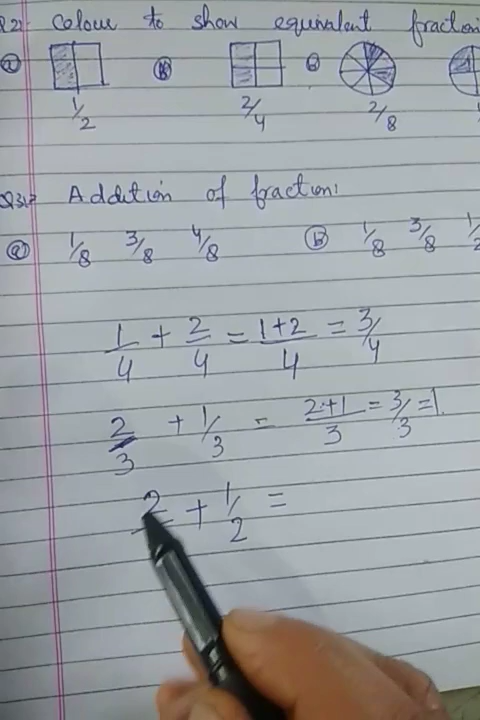 Q2) Colour to show equivalent fraction
(a) (B) (c)
1/2 2/4 2/8
Q3) Addition of fraction:
(a) 1/8 3/8 4/8 (B) 1/8 3/8 1/2
1/4 + 2/4 = 1+2/4 = 3/4
2/3 + 1/3 = 2+1/3 = 3/3 = 1.
2 + 1/2 =